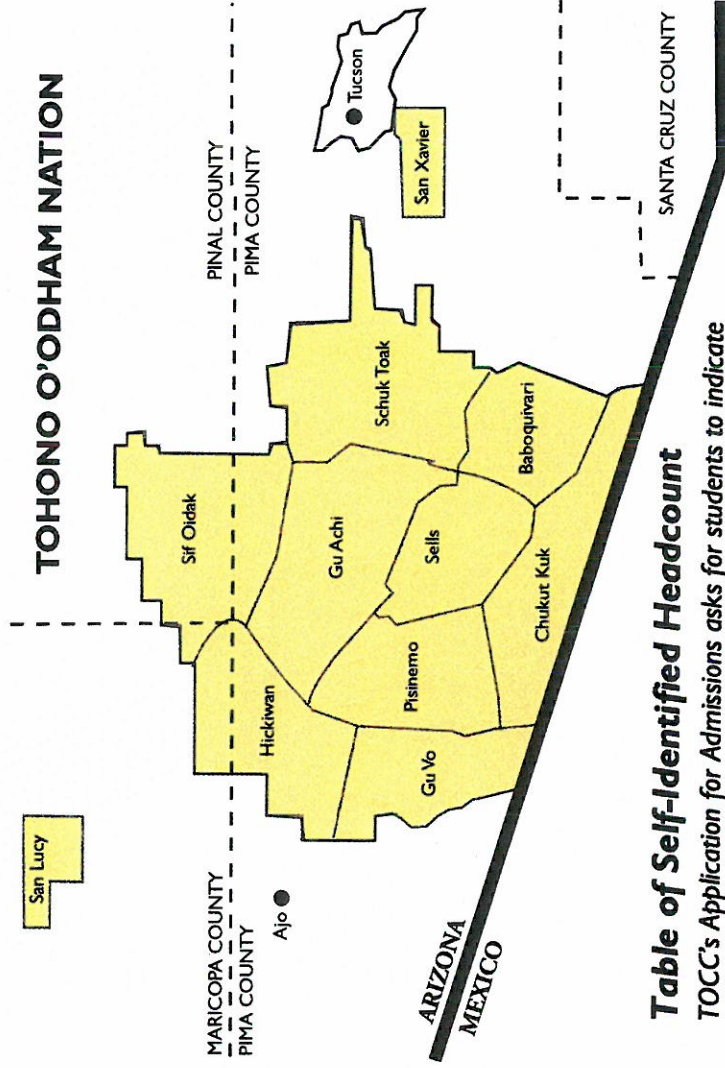 TOHONO O'ODHAM NATION
San Lucy
MARICOPA COUNTY
PIMA COUNTY
PINAL COUNTY
PIMA COUNTY
Ajo
Hickiwan
Sif Oidak
Gu Achi
Schuk Toak
Tucson
San Xavier
Gu Vo
Pisinemo
Sells
Baboquivari
Chukut Kuk
ARIZONA
MEXICO
SANTA CRUZ COUNTY
Table of Self-Identified Headcount
TOCC's Application for Admissions asks for students to indicate